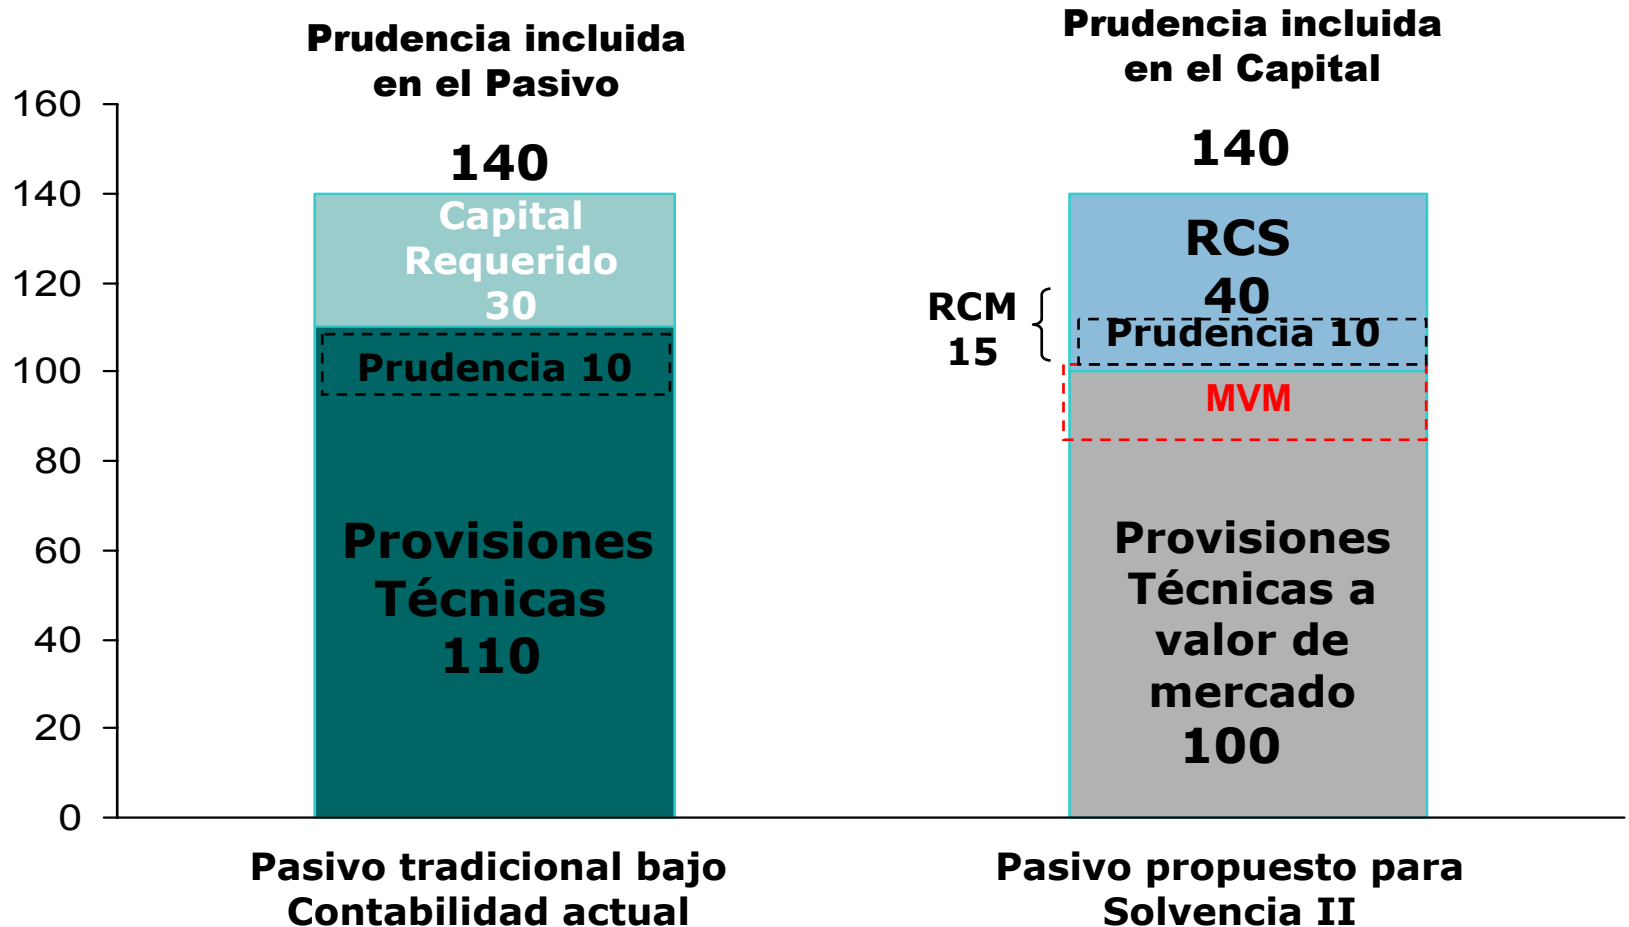 Prudencia incluida
en el Pasivo
Prudencia incluida
en el Capital
160
140
120
100
80
60
40
20
0
140
Capital
Requerido
30
Prudencia 10
Provisiones
Técnicas
110
140
RCS
40
RCM
15
Prudencia 10
MVM
Provisiones
Técnicas a
valor de
mercado
100
Pasivo tradicional bajo
Contabilidad actual
Pasivo propuesto para
Solvencia II